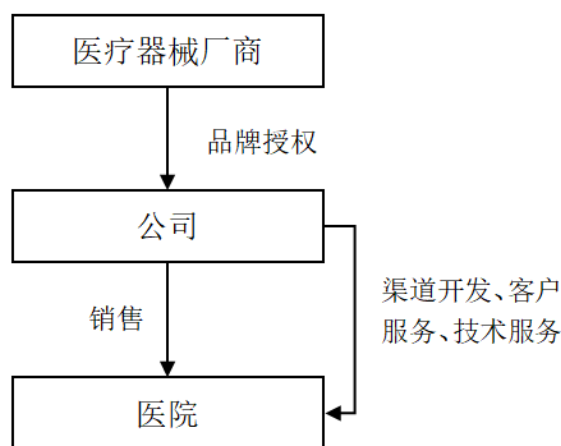 医疗器械厂商
品牌授权
公司
销售
渠道开发、客户
服务、技术服务
医院